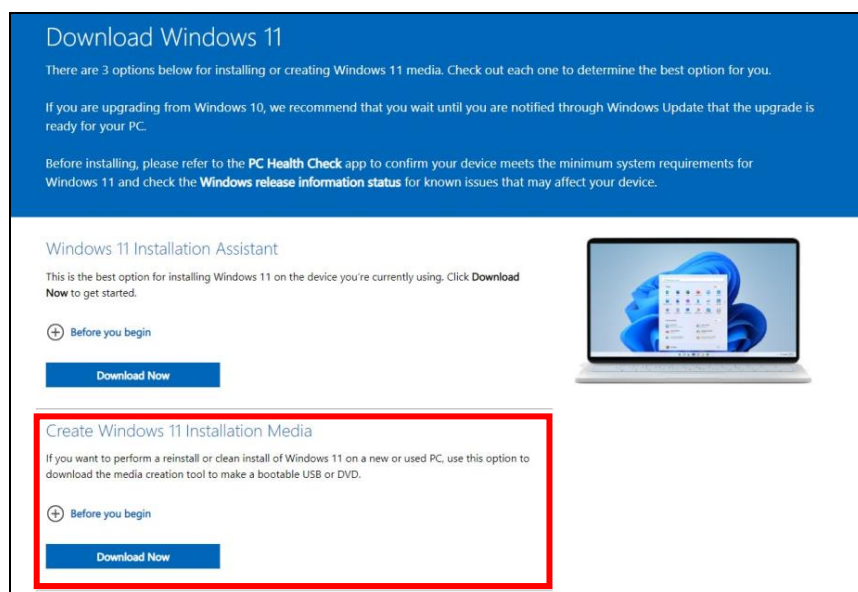 Download Windows 11
There are 3 options below for installing or creating Windows 11 media. Check out each one to determine the best option for you.
If you are upgrading from Windows 10, we recommend that you wait until you are notified through Windows Update that the upgrade is
ready for your PC.
Before installing, please refer to the PC Health Check app to confirm your device meets the minimum system requirements for
Windows 11 and check the Windows release information status for known issues that may affect your device.
Windows 11 Installation Assistant
This is the best option for installing Windows 11 on the device you're currently using. Click Download
Now to get started.
Before you begin
Download Now
Create Windows 11 Installation Media
If you want to perform a reinstall or clean install of Windows 11 on a new or used PC, use this option to
download the media creation tool to make a bootable USB or DVD.
Before you begin
Download Now